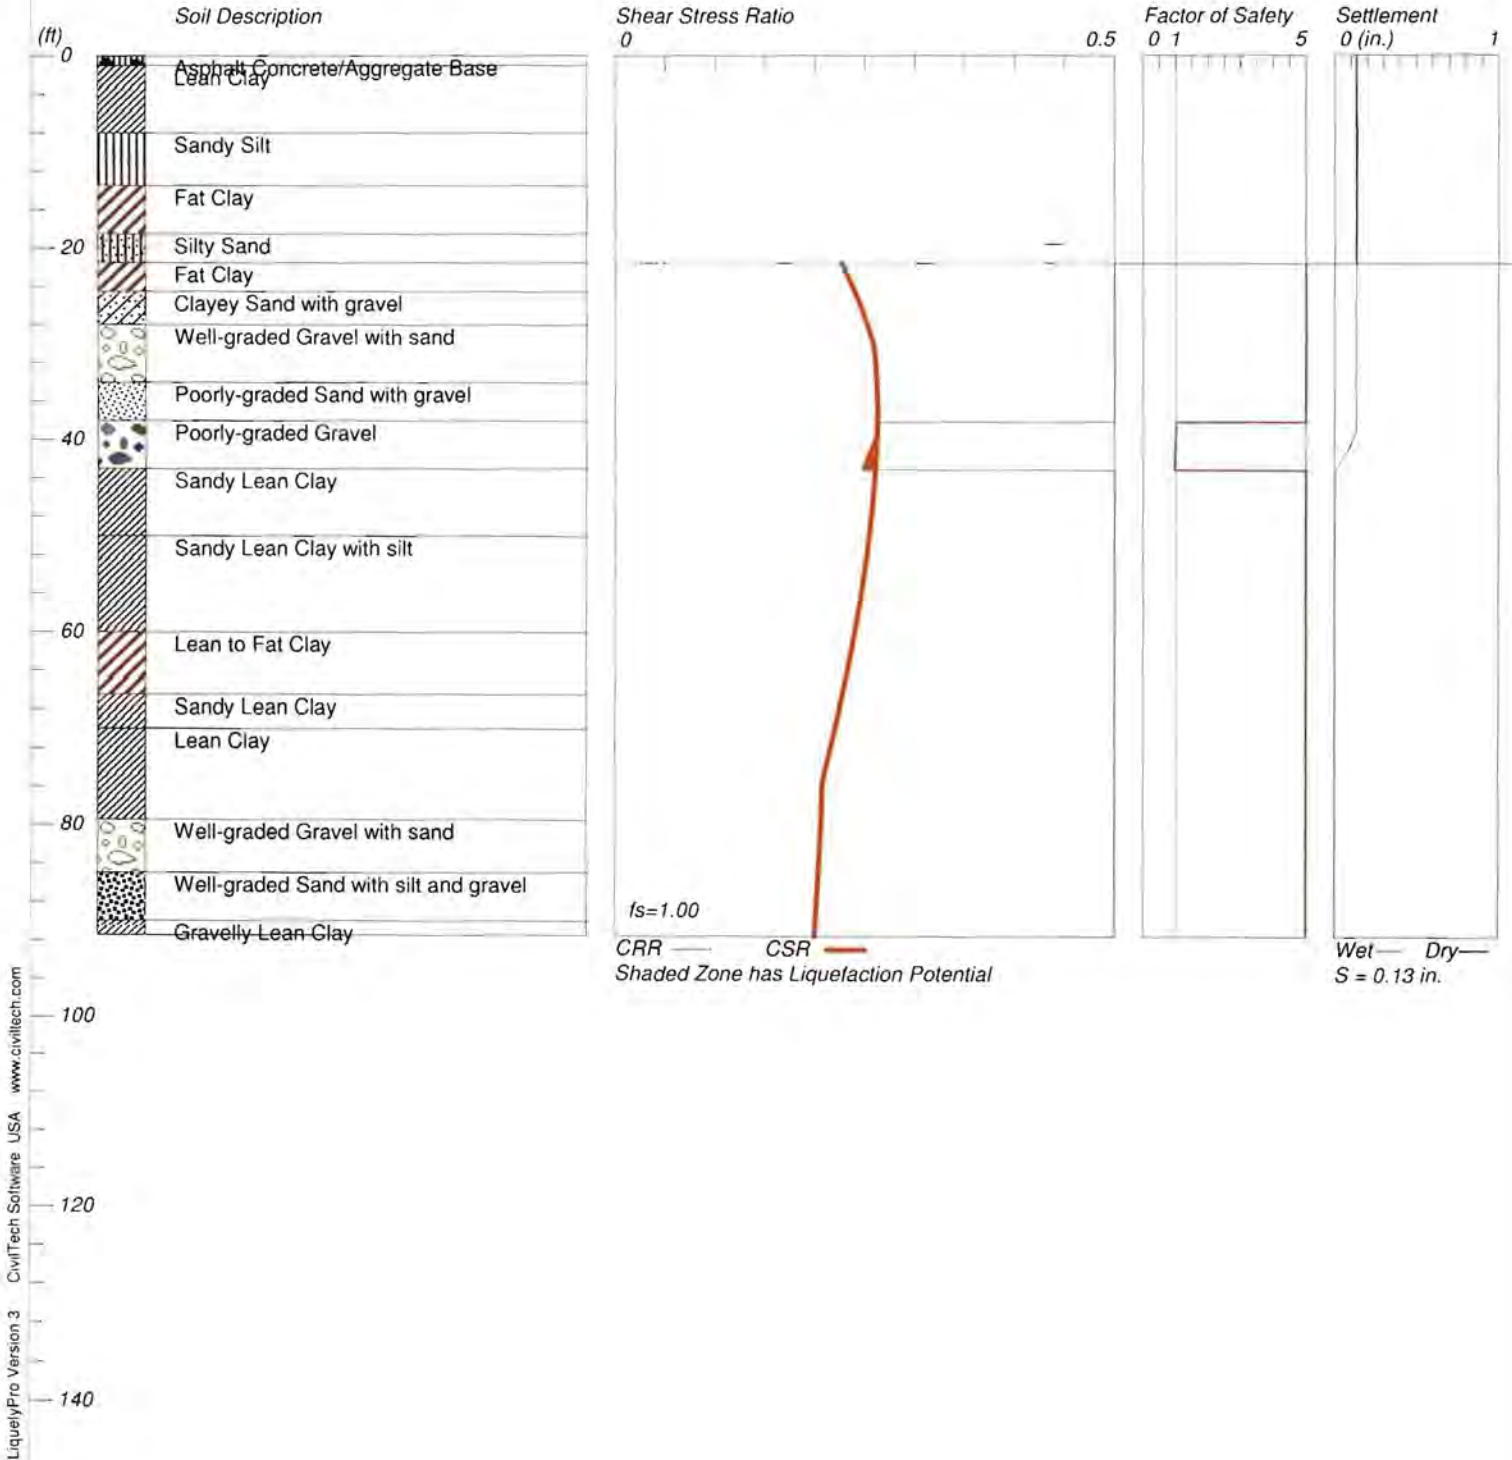 Soil Description Shear Stress Ratio Factor of Safety Settlement
(ft) 0 0.5 0 1 5 0 (in.) 1
0
Asphalt Concrete/Aggregate Base
Lean Clay
Sandy Silt
Fat Clay
20 Silty Sand
Fat Clay
Clayey Sand with gravel
Well-graded Gravel with sand
Poorly-graded Sand with gravel
40 Poorly-graded Gravel
Sandy Lean Clay
Sandy Lean Clay with silt
60
Lean to Fat Clay
Sandy Lean Clay
Lean Clay
80
Well-graded Gravel with sand
Well-graded Sand with silt and gravel
fs=1.00
Gravelly Lean Clay
CRR CSR Wet Dry
Shaded Zone has Liquefaction Potential S = 0.13 in.
100
120
140
LiquefyPro Version 3 CivilTech Software USA www.civiltech.com